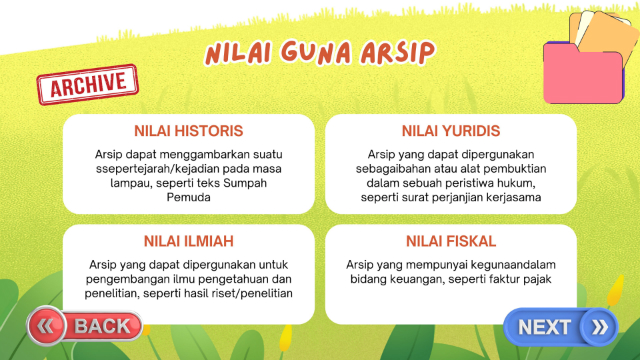 NILAI GUNA ARSIP
ARCHIVE
NILAI HISTORIS
Arsip dapat menggambarkan suatu
ssepertejarah/kejadian pada masa
lampau, seperti teks Sumpah
Pemuda
NILAI YURIDIS
Arsip yang dapat dipergunakan
sebagaibahan atau alat pembuktian
dalam sebuah peristiwa hukum,
seperti surat perjanjian kerjasama
NILAI ILMIAH
Arsip yang dapat dipergunakan untuk
pengembangan ilmu pengetahuan dan
penelitian, seperti hasil riset/penelitian
NILAI FISKAL
Arsip yang mempunyai kegunaandalam
bidang keuangan, seperti faktur pajak
BACK
NEXT